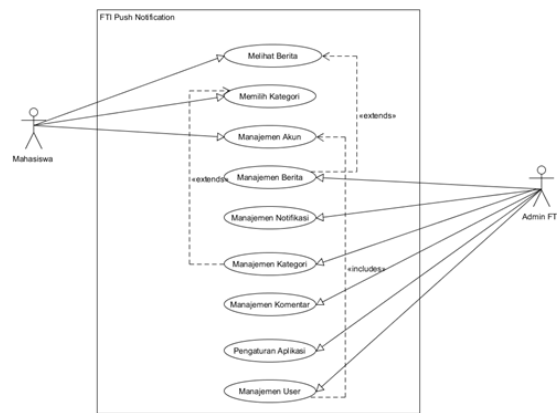 FTI Push Notification
Melihat Berita
Memilih Kategori
«extends»
Manajemen Akun
Mahasiswa
Manajemen Berita
«extends»
Manajemen Notifikasi
Admin FT
Manajemen Kategori
«includes»
Manajemen Komentar
Pengaturan Aplikasi
Manajemen User